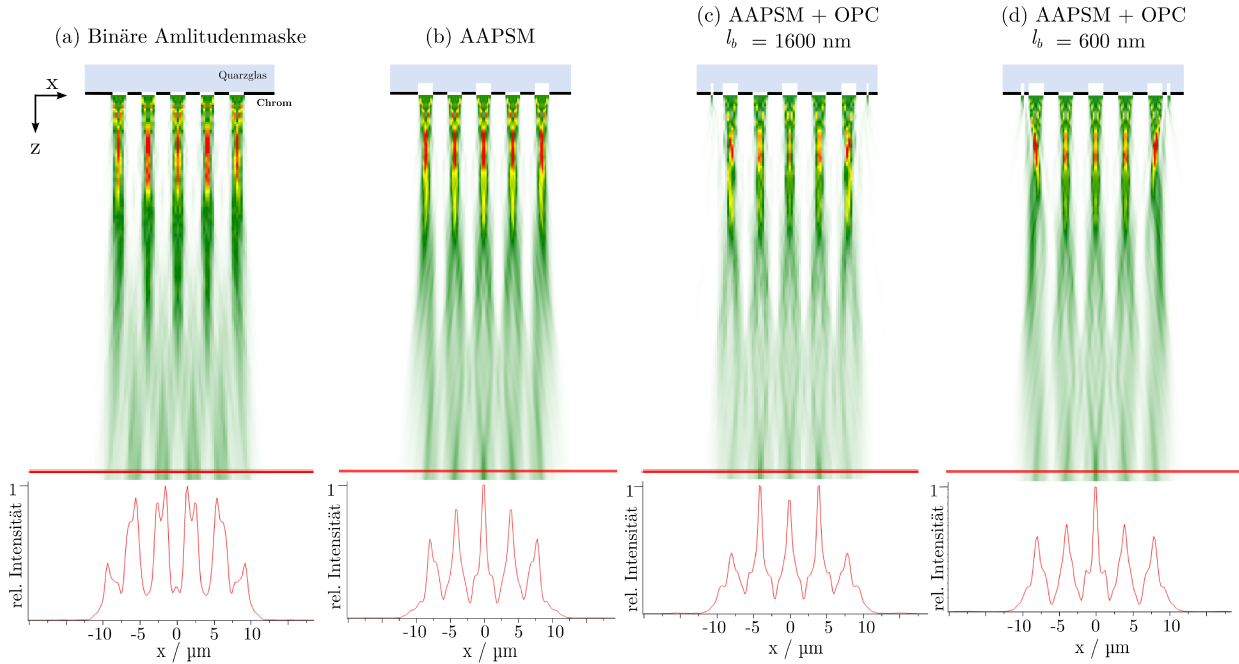 (a) Binäre Amlitudenmaske
(b) AAPSM
(c) AAPSM + OPC
l_b = 1600 nm
(d) AAPSM + OPC
l_b = 600 nm
x
z
Quarzglas
Chrom
1
rel. Intensität
-10 -5 0 5 10
x / µm
1
rel. Intensität
-10 -5 0 5 10
x / µm
1
rel. Intensität
-10 -5 0 5 10
x / µm
1
rel. Intensität
-10 -5 0 5 10
x / µm